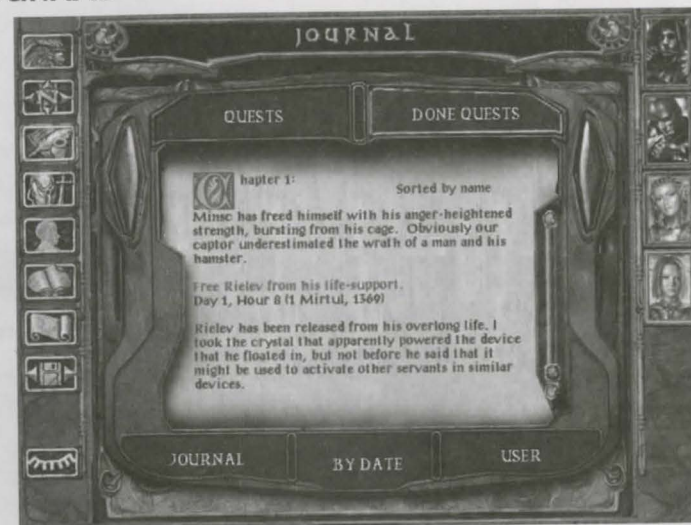 JOURNAL
QUESTS
DONE QUESTS
Chapter 1:
Sorted by name
Minsc has freed himself with his anger-heightened
strength, bursting from his cage. Obviously our
captor underestimated the wrath of a man and his
hamster.
Free Rielev from his life-support.
Day 1, Hour 8 (1 Mirtul, 1369)
Rielev has been released from his overlong life. I
took the crystal that apparently powered the device
that he floated in, but not before he said that it
might be used to activate other servants in similar
devices.
JOURNAL
BY DATE
USER